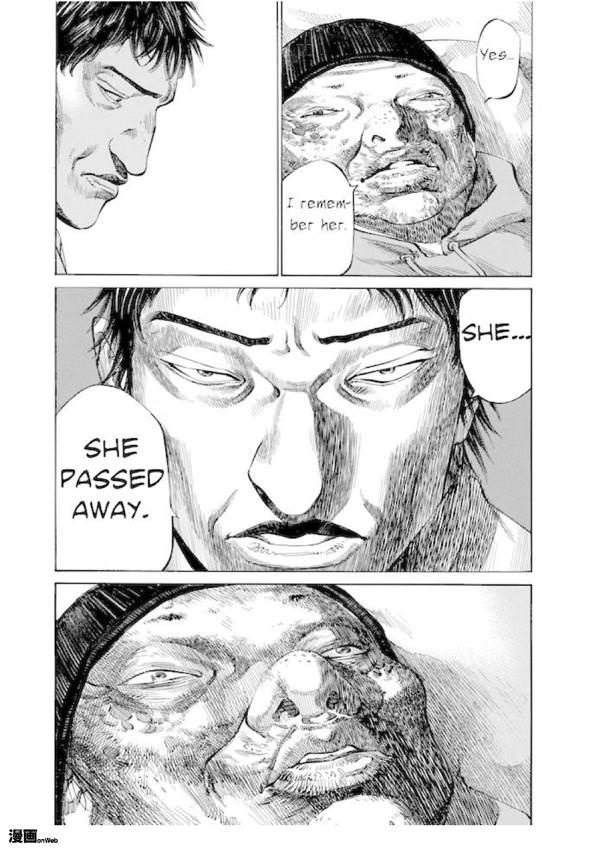 Yes...
I remem-
ber her.
SHE...
SHE
PASSED
AWAY.
漫画onWeb